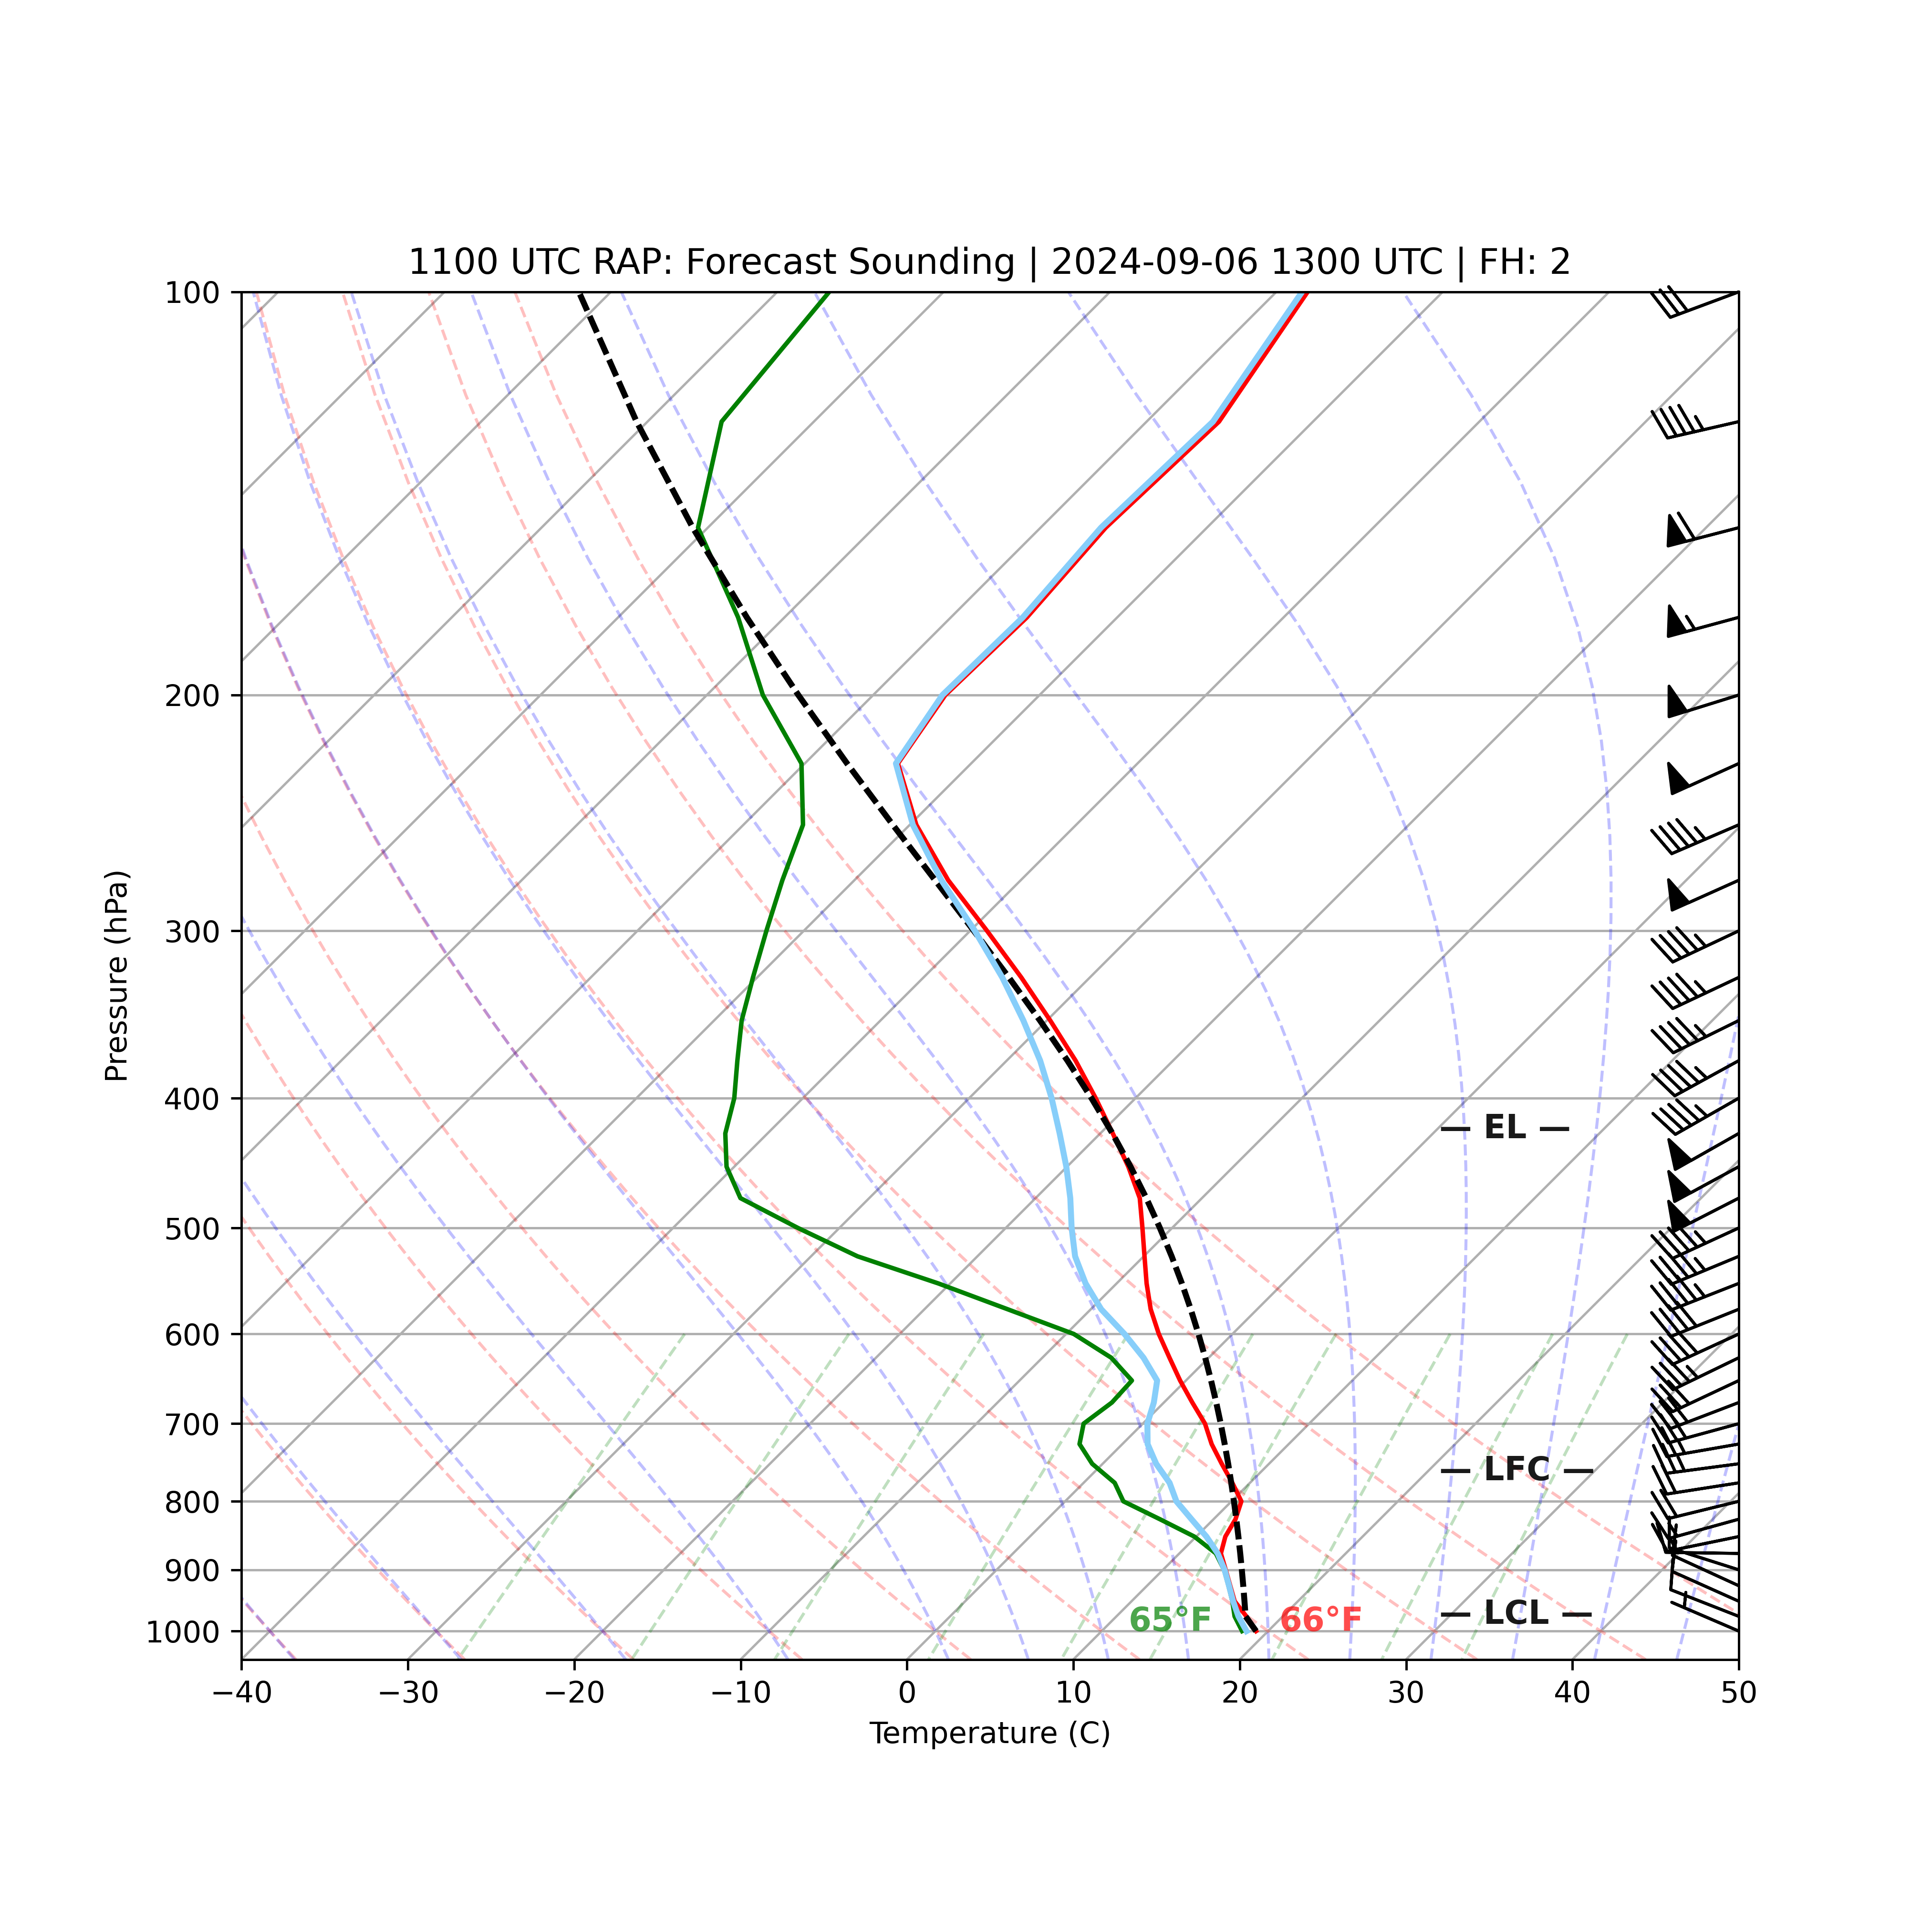 1100 UTC RAP: Forecast Sounding | 2024-09-06 1300 UTC | FH: 2
100
200
300
400
500
600
700
800
900
1000
Pressure (hPa)
— EL —
— LFC —
— LCL —
65°F 66°F
−40 −30 −20 −10 0 10 20 30 40 50
Temperature (C)